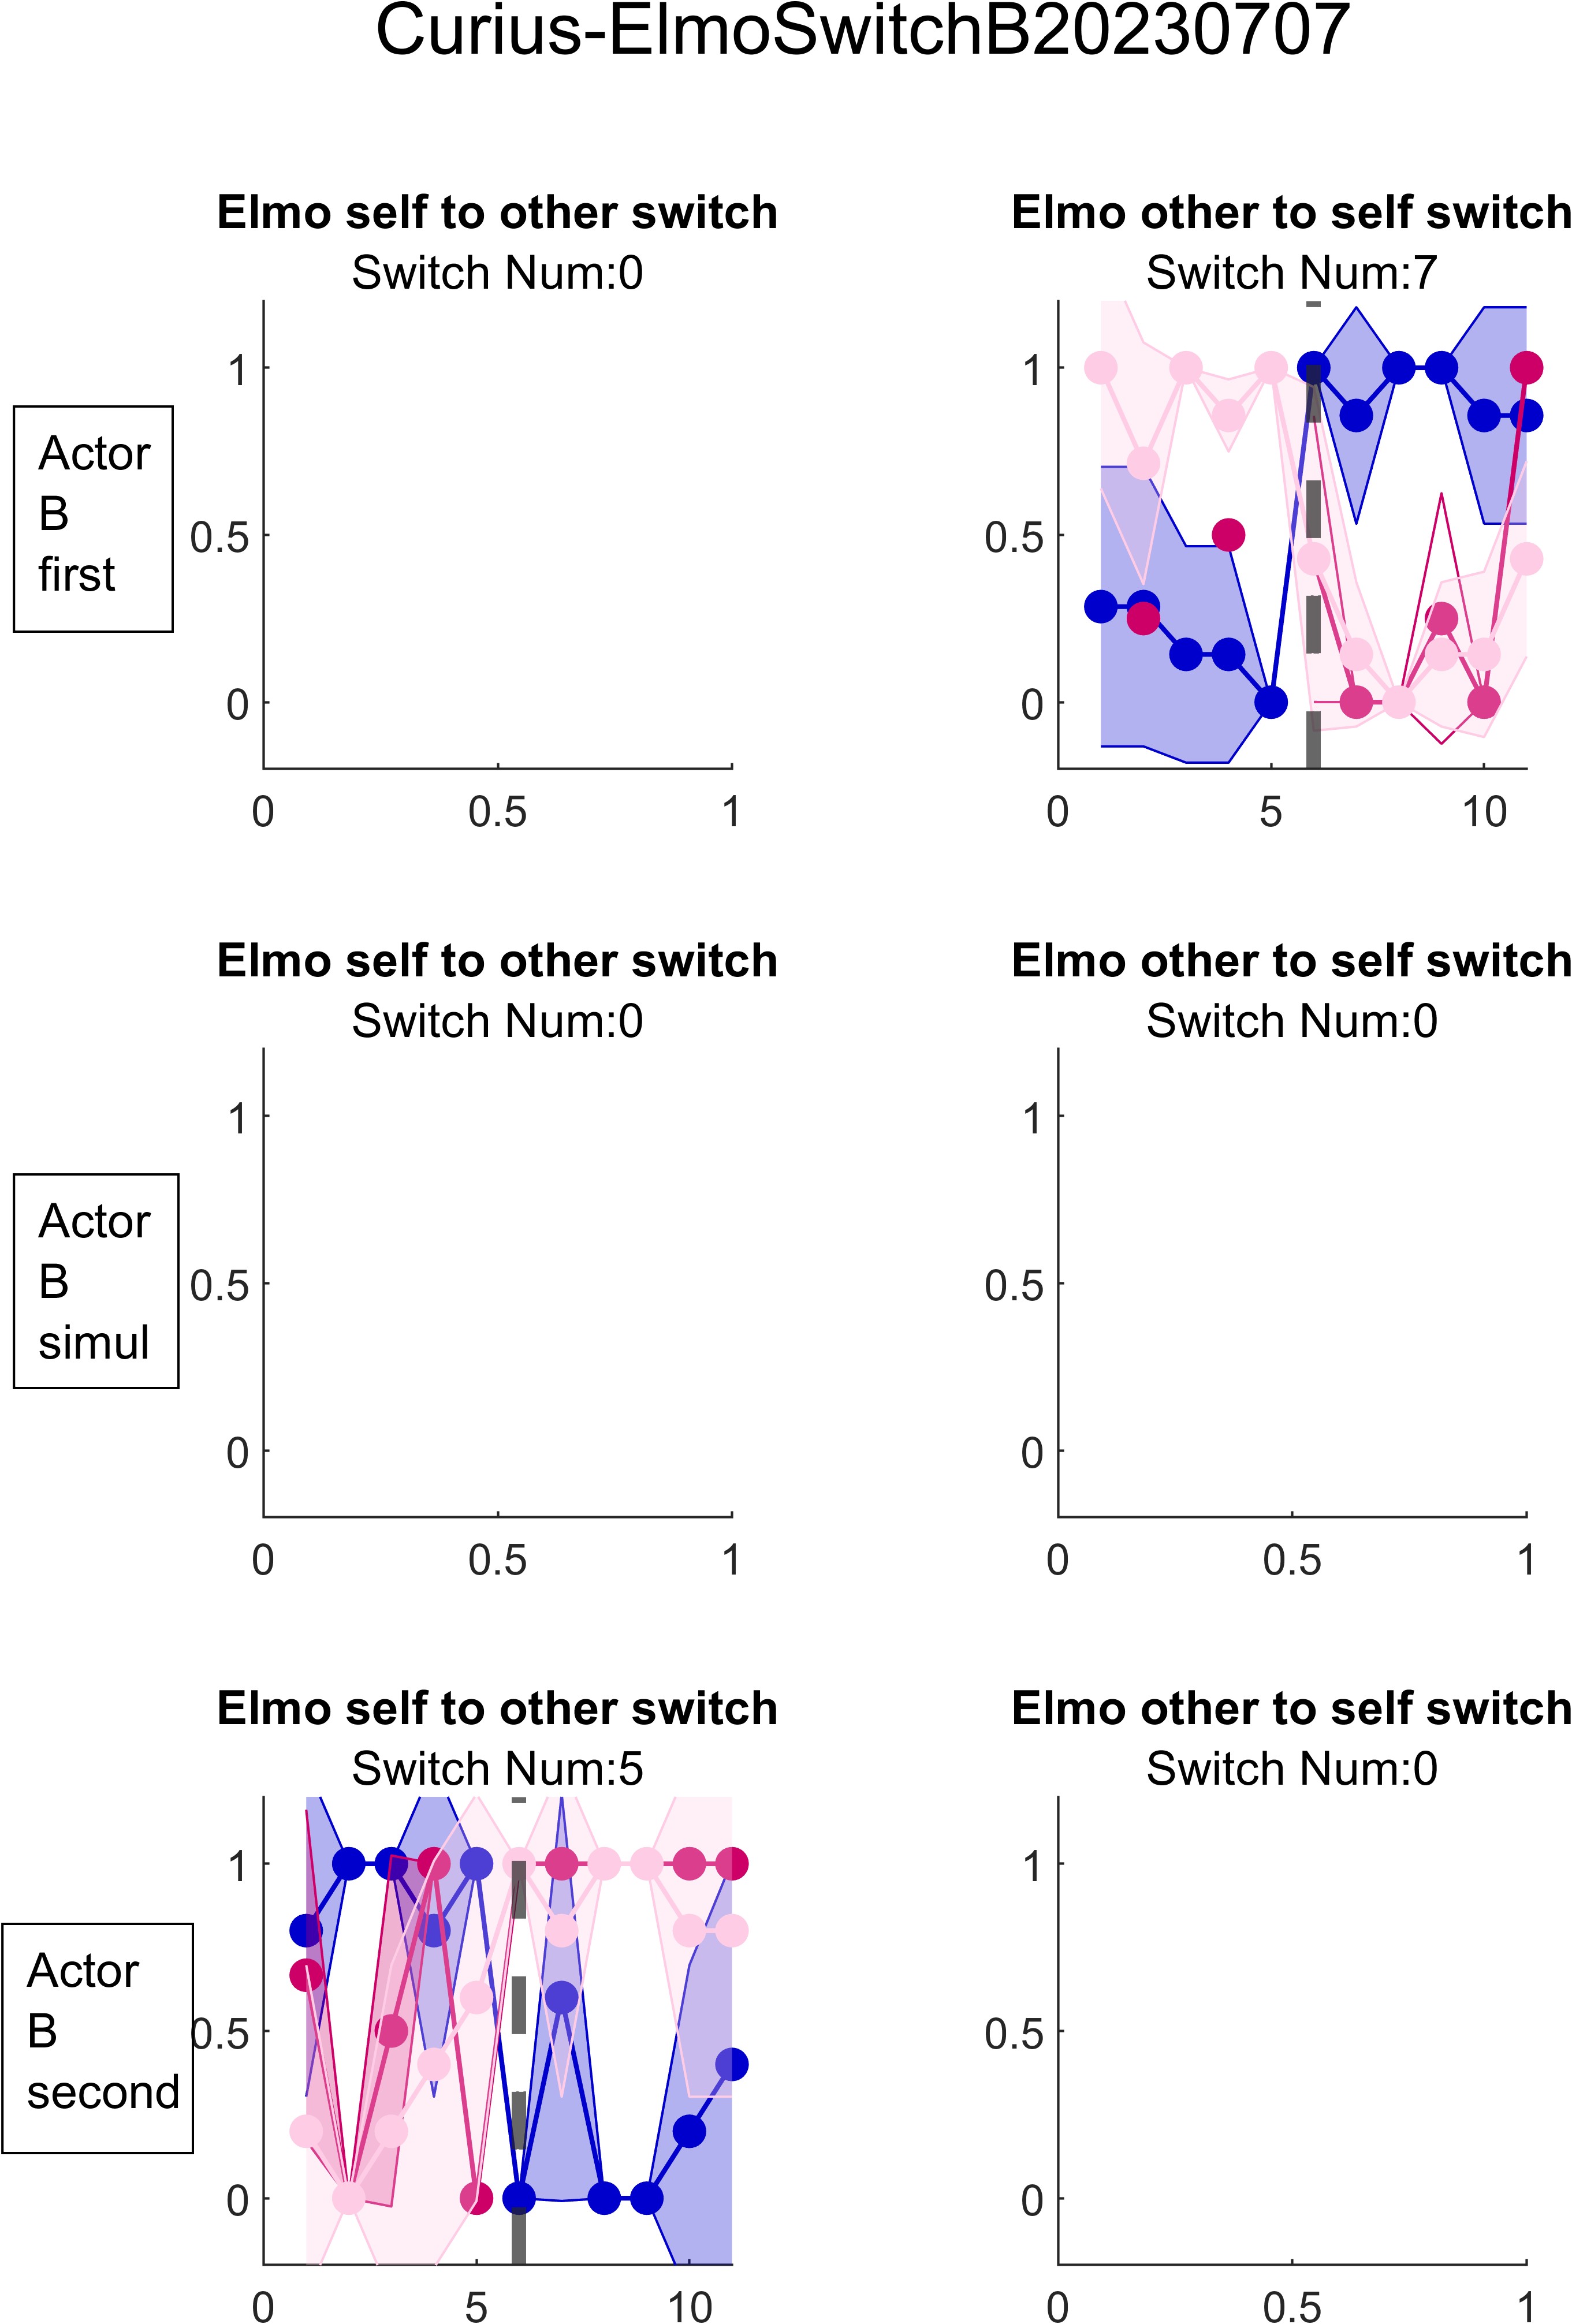 Curius-ElmoSwitchB20230707
Elmo self to other switch
Switch Num:0
Elmo other to self switch
Switch Num:7
Actor
B
first
1
0.5
0
0
0.5
1
1
0.5
0
0
5
10
Elmo self to other switch
Switch Num:0
Elmo other to self switch
Switch Num:0
Actor
B
simul
1
0.5
0
0
0.5
1
1
0.5
0
0
0.5
1
Elmo self to other switch
Switch Num:5
Elmo other to self switch
Switch Num:0
Actor
B
second
1
0.5
0
0
5
10
1
0.5
0
0
0.5
1